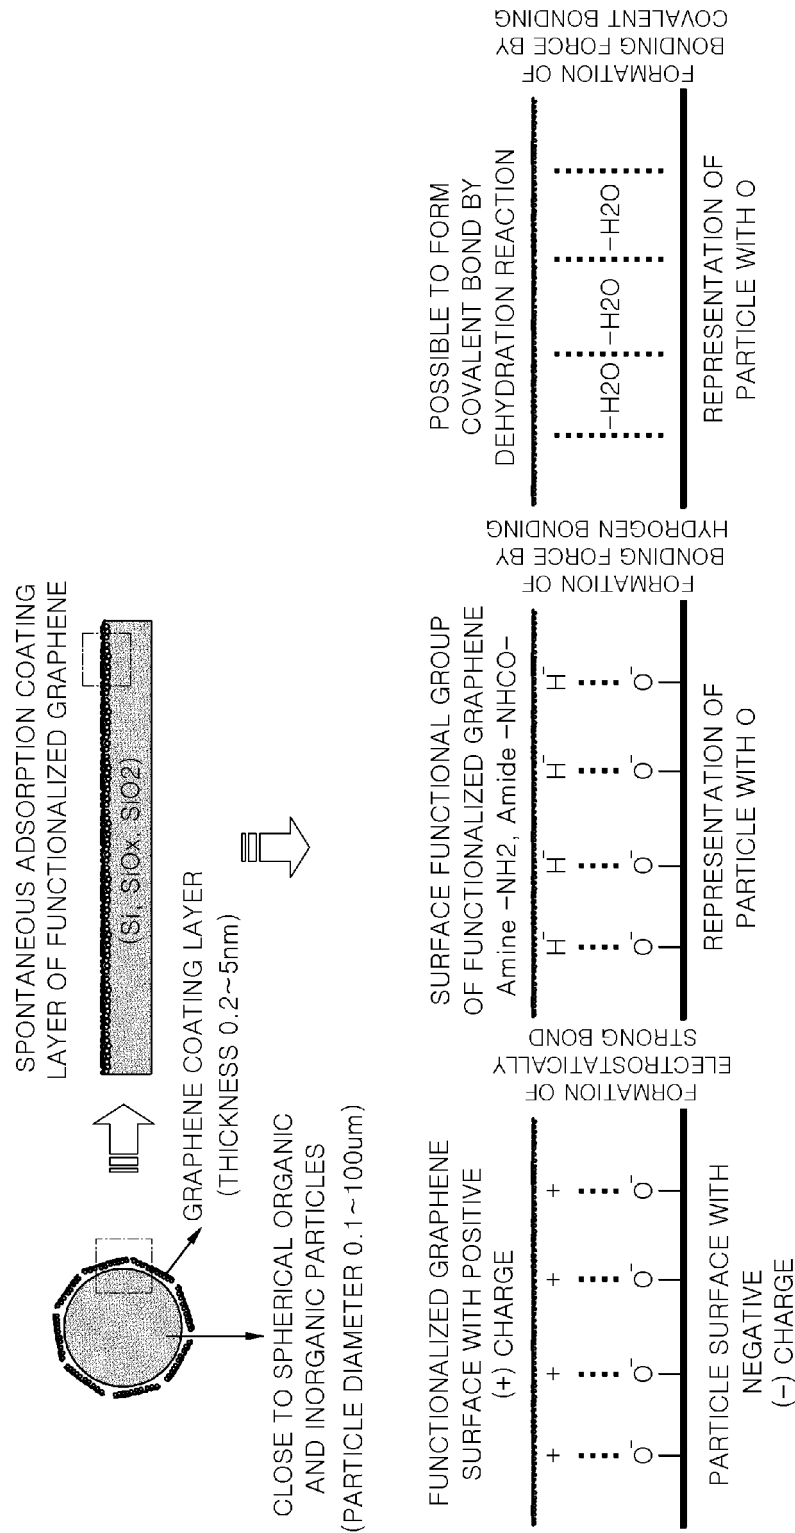 SPONTANEOUS ADSORPTION COATING
LAYER OF FUNCTIONALIZED GRAPHENE
(Si, SiOx, SiO2)
GRAPHENE COATING LAYER
(THICKNESS 0.2~5nm)
CLOSE TO SPHERICAL ORGANIC
AND INORGANIC PARTICLES
(PARTICLE DIAMETER 0.1~100um)
FUNCTIONALIZED GRAPHENE
SURFACE WITH POSITIVE
(+) CHARGE
+ + + +
O- O- O- O-
PARTICLE SURFACE WITH
NEGATIVE
(-) CHARGE
FORMATION OF
ELECTROSTATICALLY
STRONG BOND
SURFACE FUNCTIONAL GROUP
OF FUNCTIONALIZED GRAPHENE
Amine -NH2, Amide -NHCO-
H- H- H- H-
O- O- O- O-
REPRESENTATION OF
PARTICLE WITH O
FORMATION OF
BONDING FORCE BY
HYDROGEN BONDING
POSSIBLE TO FORM
COVALENT BOND BY
DEHYDRATION REACTION
-H2O -H2O -H2O
REPRESENTATION OF
PARTICLE WITH O
FORMATION OF
BONDING FORCE BY
COVALENT BONDING